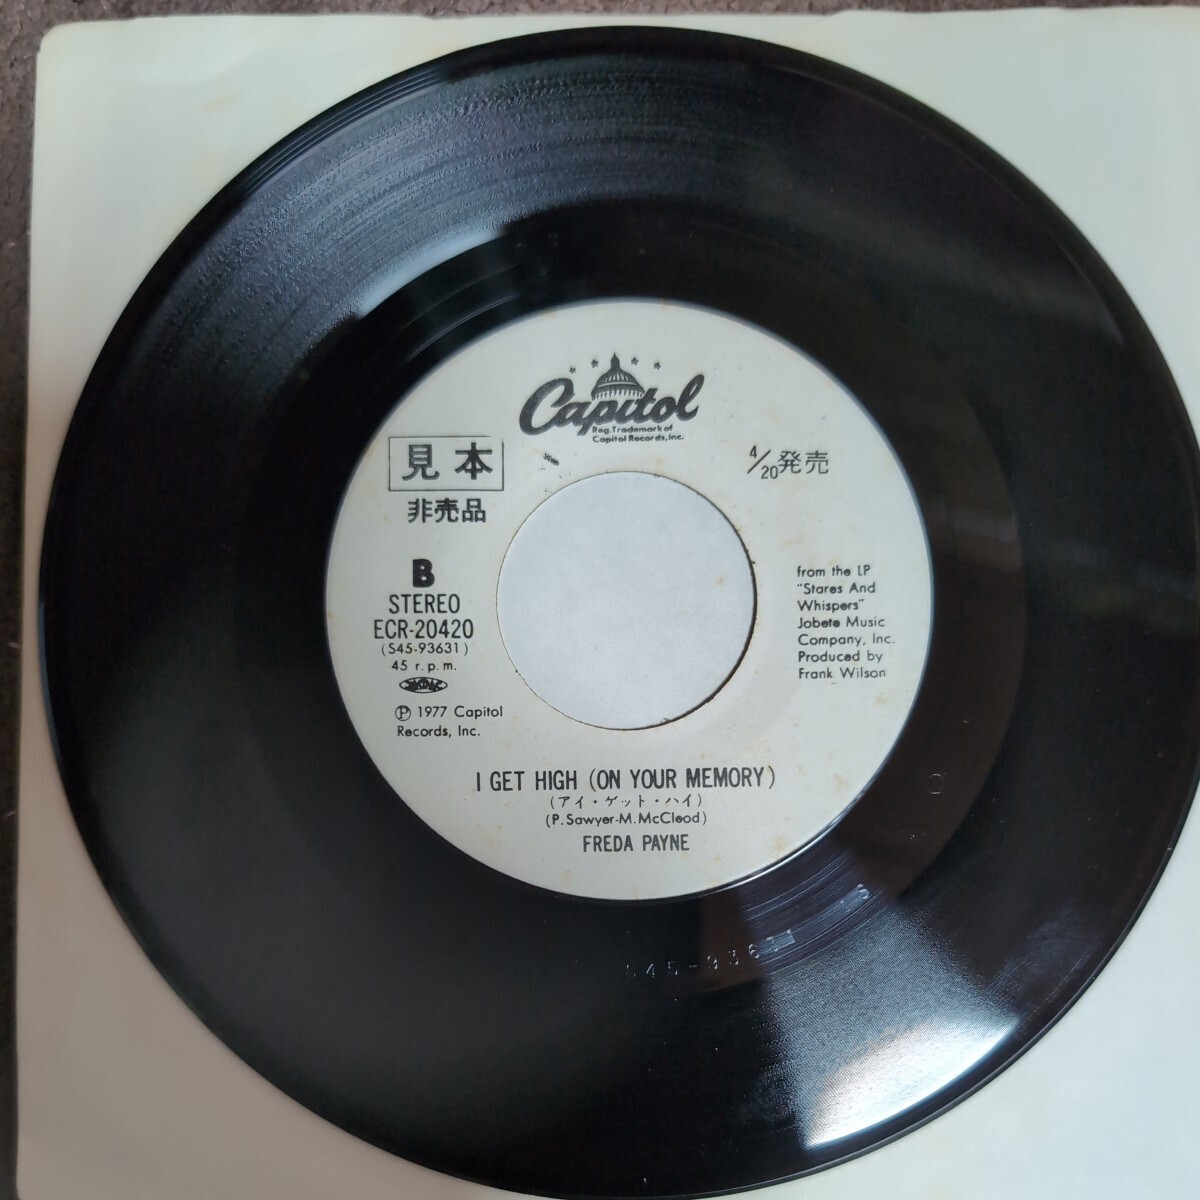 Capitol
Reg. Trademark of
Capitol Records, Inc.
見本
非売品
4/20発売
B
STEREO
ECR-20420
(S45-93631)
45 r.p.m.
℗ 1977 Capitol
Records, Inc.
from the LP
"Stares And
Whispers"
Jobete Music
Company, Inc.
Produced by
Frank Wilson
I GET HIGH (ON YOUR MEMORY)
(アイ・ゲット・ハイ)
(P. Sawyer-M. McCleod)
FREDA PAYNE